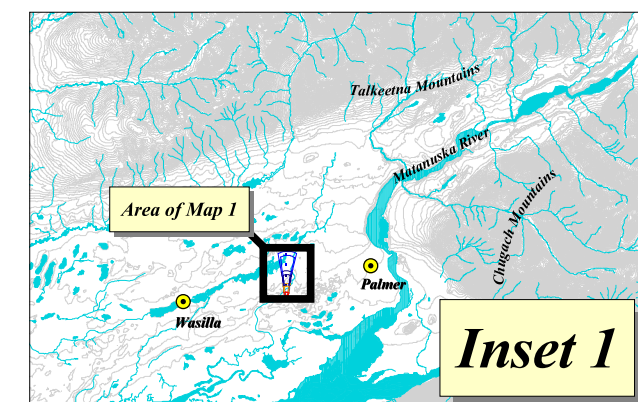 Talkeetna Mountains
Matanuska River
Chugach Mountains
Area of Map 1
Palmer
Wasilla
Inset 1